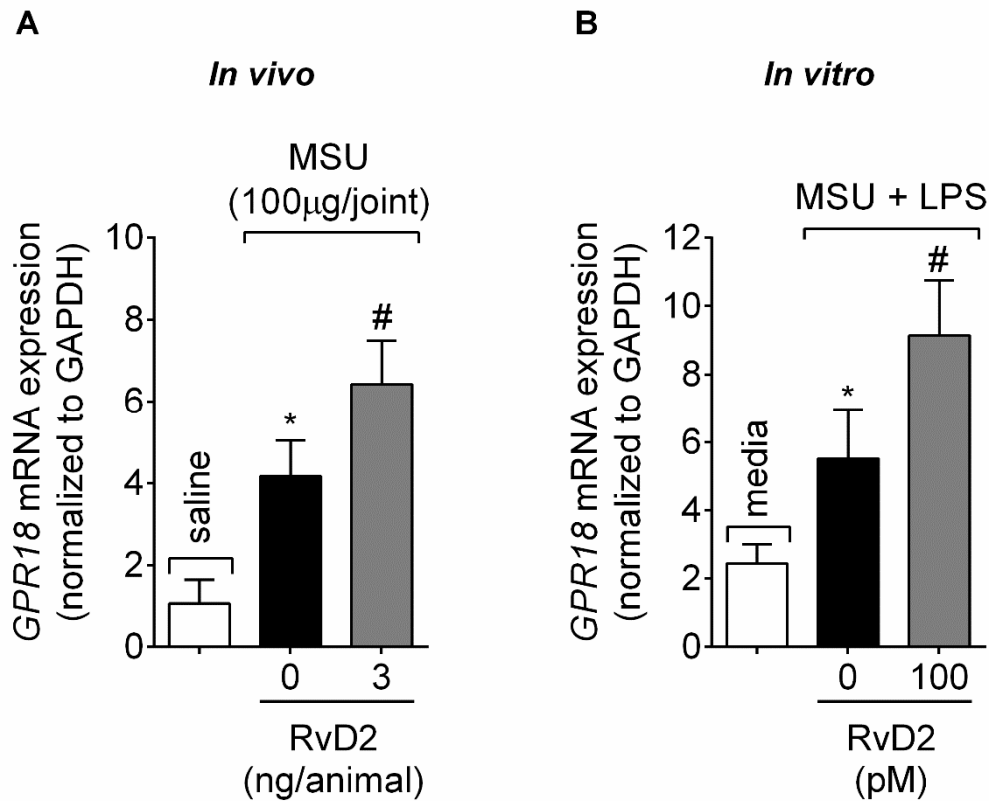 A
In vivo
MSU
(100µg/joint)
GPR18 mRNA expression
(normalized to GAPDH)
10
8
6
4
2
0
saline
*
#
0
3
RvD2
(ng/animal)
B
In vitro
MSU + LPS
GPR18 mRNA expression
(normalized to GAPDH)
12
10
8
6
4
2
0
media
*
#
0
100
RvD2
(pM)